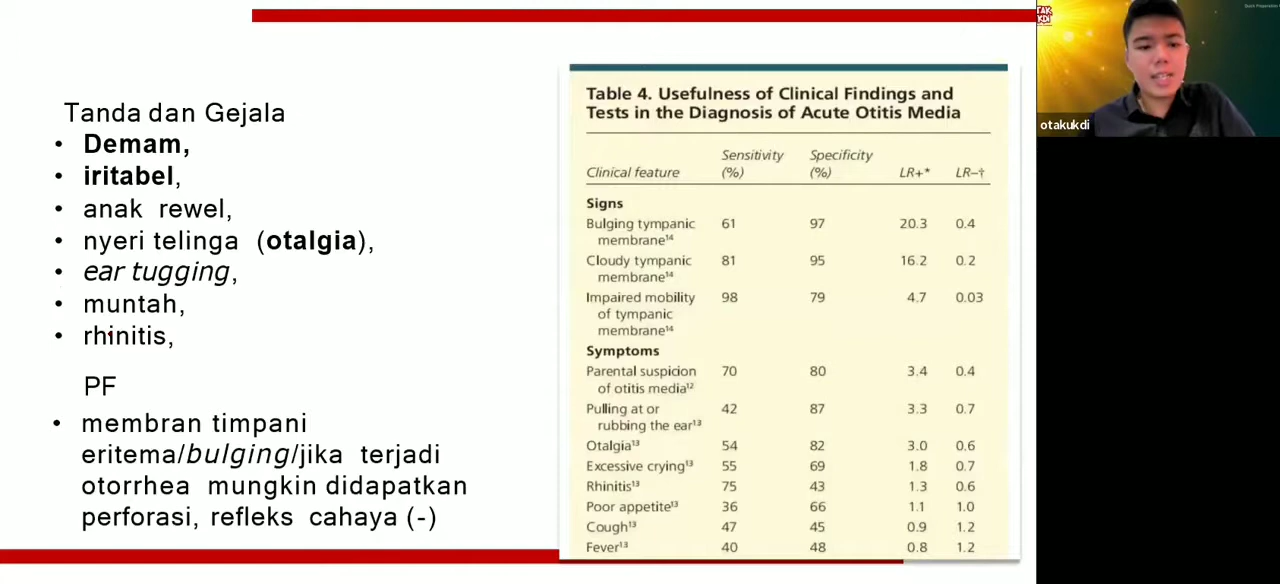 Tanda dan Gejala
• Demam,
• iritabel,
• anak rewel,
• nyeri telinga (otalgia),
• ear tugging,
• muntah,
• rhinitis,
PF
• membran timpani
eritema/bulging/jika terjadi
otorrhea mungkin didapatkan
perforasi, refleks cahaya (-)
Table 4. Usefulness of Clinical Findings and
Tests in the Diagnosis of Acute Otitis Media
Clinical feature Sensitivity (%) Specificity (%) LR+* LR–†
Signs
Bulging tympanic 61 97 20.3 0.4
membrane¹⁴
Cloudy tympanic 81 95 16.2 0.2
membrane¹⁴
Impaired mobility 98 79 4.7 0.03
of tympanic
membrane¹⁴
Symptoms
Parental suspicion 70 80 3.4 0.4
of otitis media¹²
Pulling at or 42 87 3.3 0.7
rubbing the ear¹³
Otalgia¹³ 54 82 3.0 0.6
Excessive crying¹³ 55 69 1.8 0.7
Rhinitis¹³ 75 43 1.3 0.6
Poor appetite¹³ 36 66 1.1 1.0
Cough¹³ 47 45 0.9 1.2
Fever¹³ 40 48 0.8 1.2
otakukdi